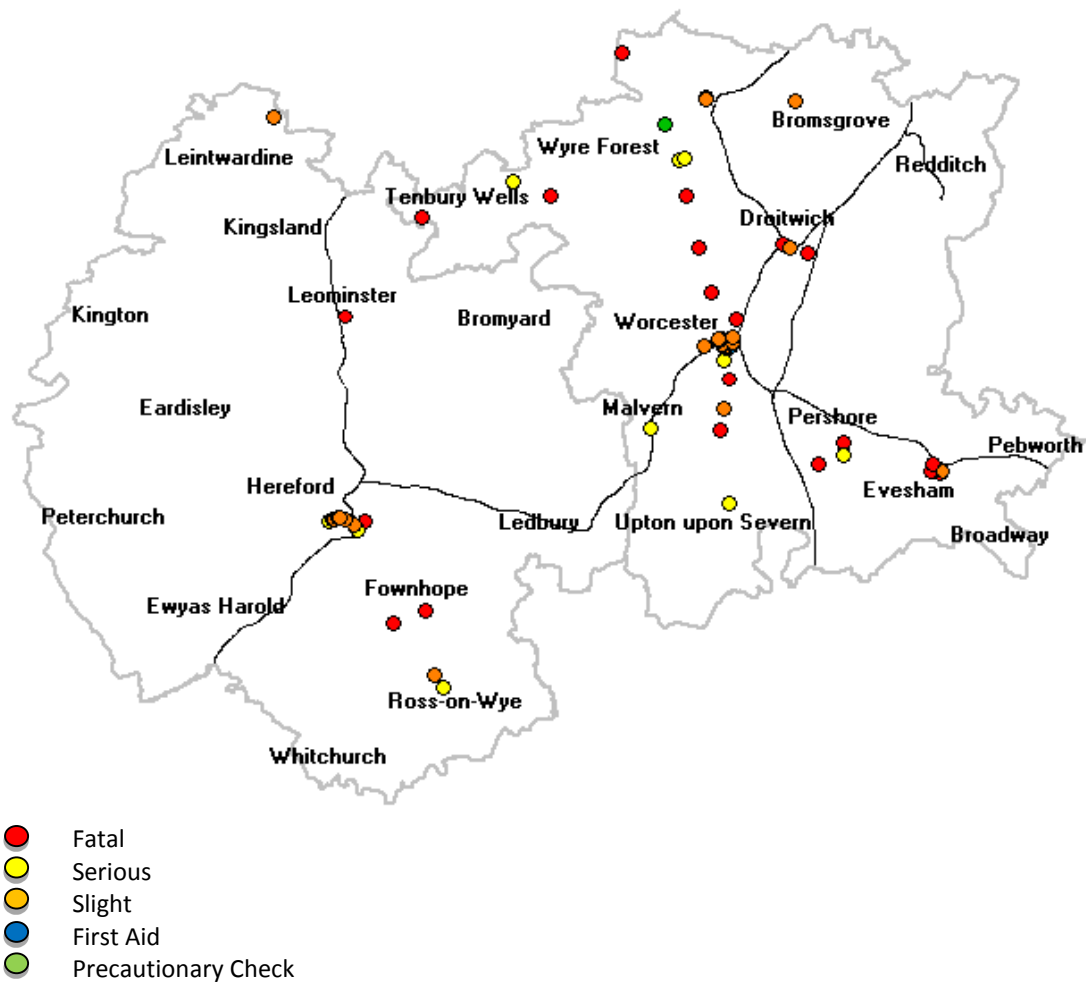 Bromsgrove
Wyre Forest
Leintwardine
Redditch
Tenbury Wells
Droitwich
Kingsland
Leominster
Kington
Bromyard
Worcester
Eardisley
Malvern
Pershore
Pebworth
Hereford
Evesham
Peterchurch
Ledbury
Upton upon Severn
Broadway
Fownhope
Ewyas Harold
Ross-on-Wye
Whitchurch
Fatal
Serious
Slight
First Aid
Precautionary Check